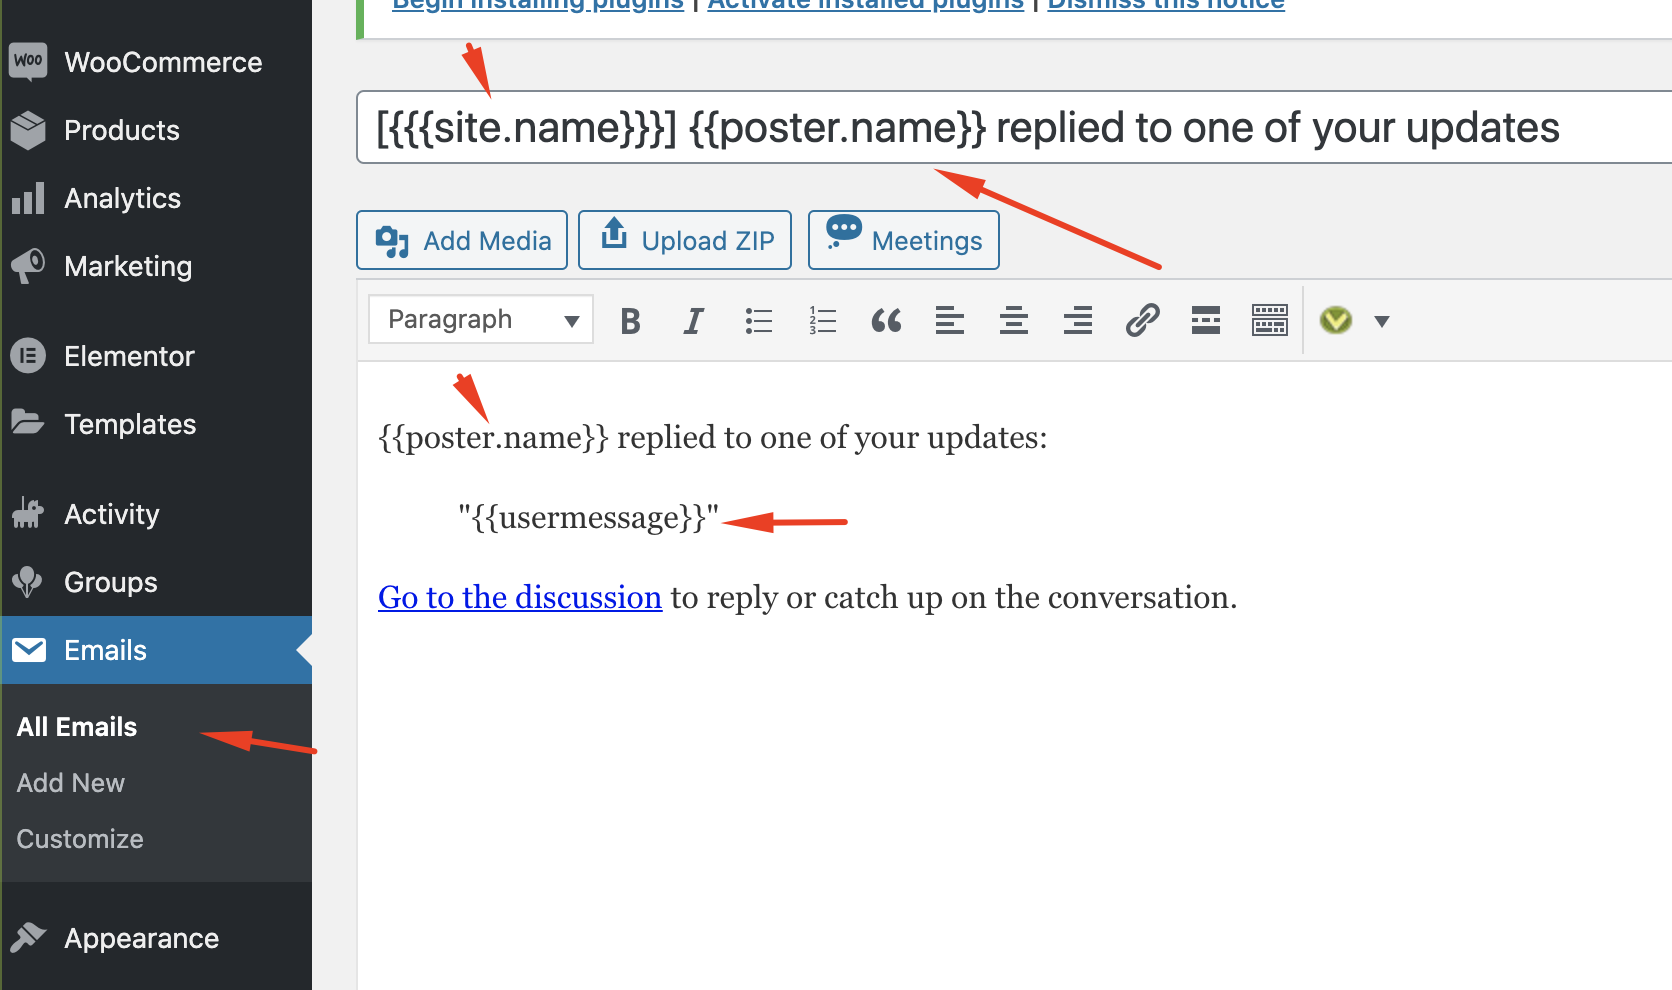 Begin installing plugins | Activate installed plugins | Dismiss this notice
Woo WooCommerce
Products
Analytics
Marketing
Elementor
Templates
Activity
Groups
Emails
All Emails
Add New
Customize
Appearance
[{{{site.name}}}] {{poster.name}} replied to one of your updates
Add Media Upload ZIP Meetings
Paragraph B I
{{poster.name}} replied to one of your updates:
"{{usermessage}}"
Go to the discussion to reply or catch up on the conversation.